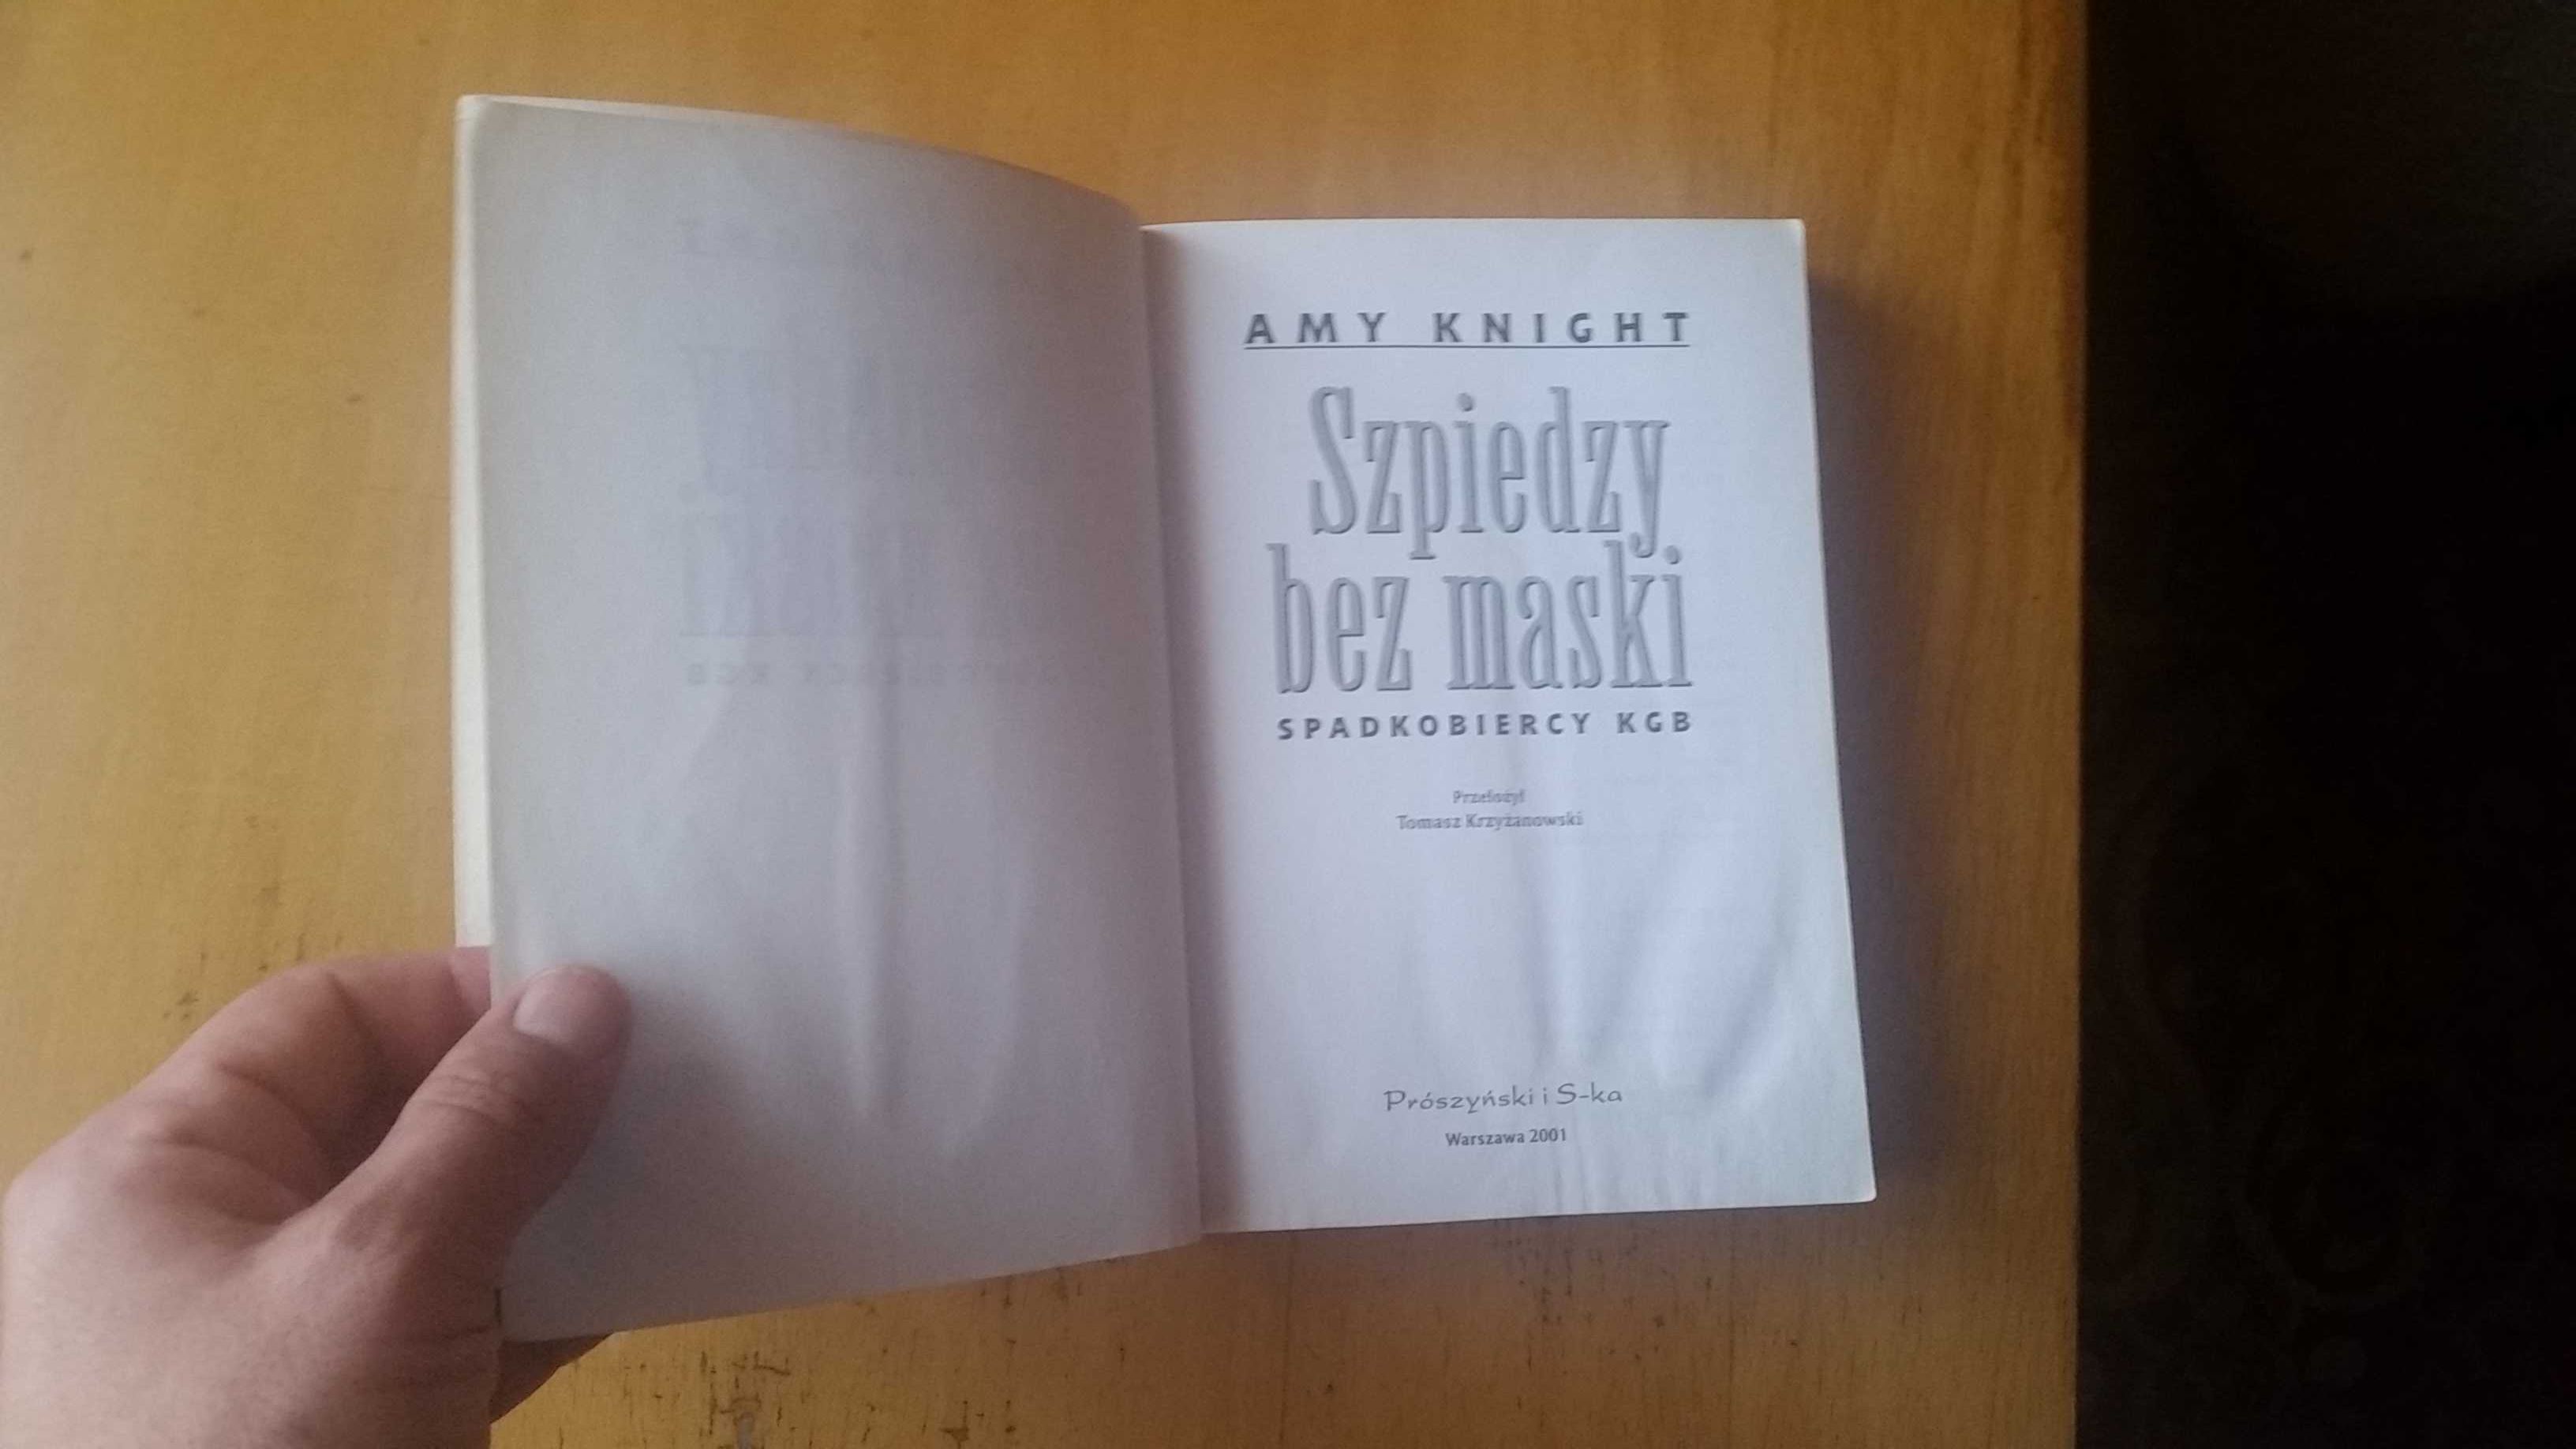 AMY KNIGHT
Szpiedzy
bez maski
SPADKOBIERCY KGB
Przełożył
Tomasz Krzyżanowski
Prószyński i S-ka
Warszawa 2001